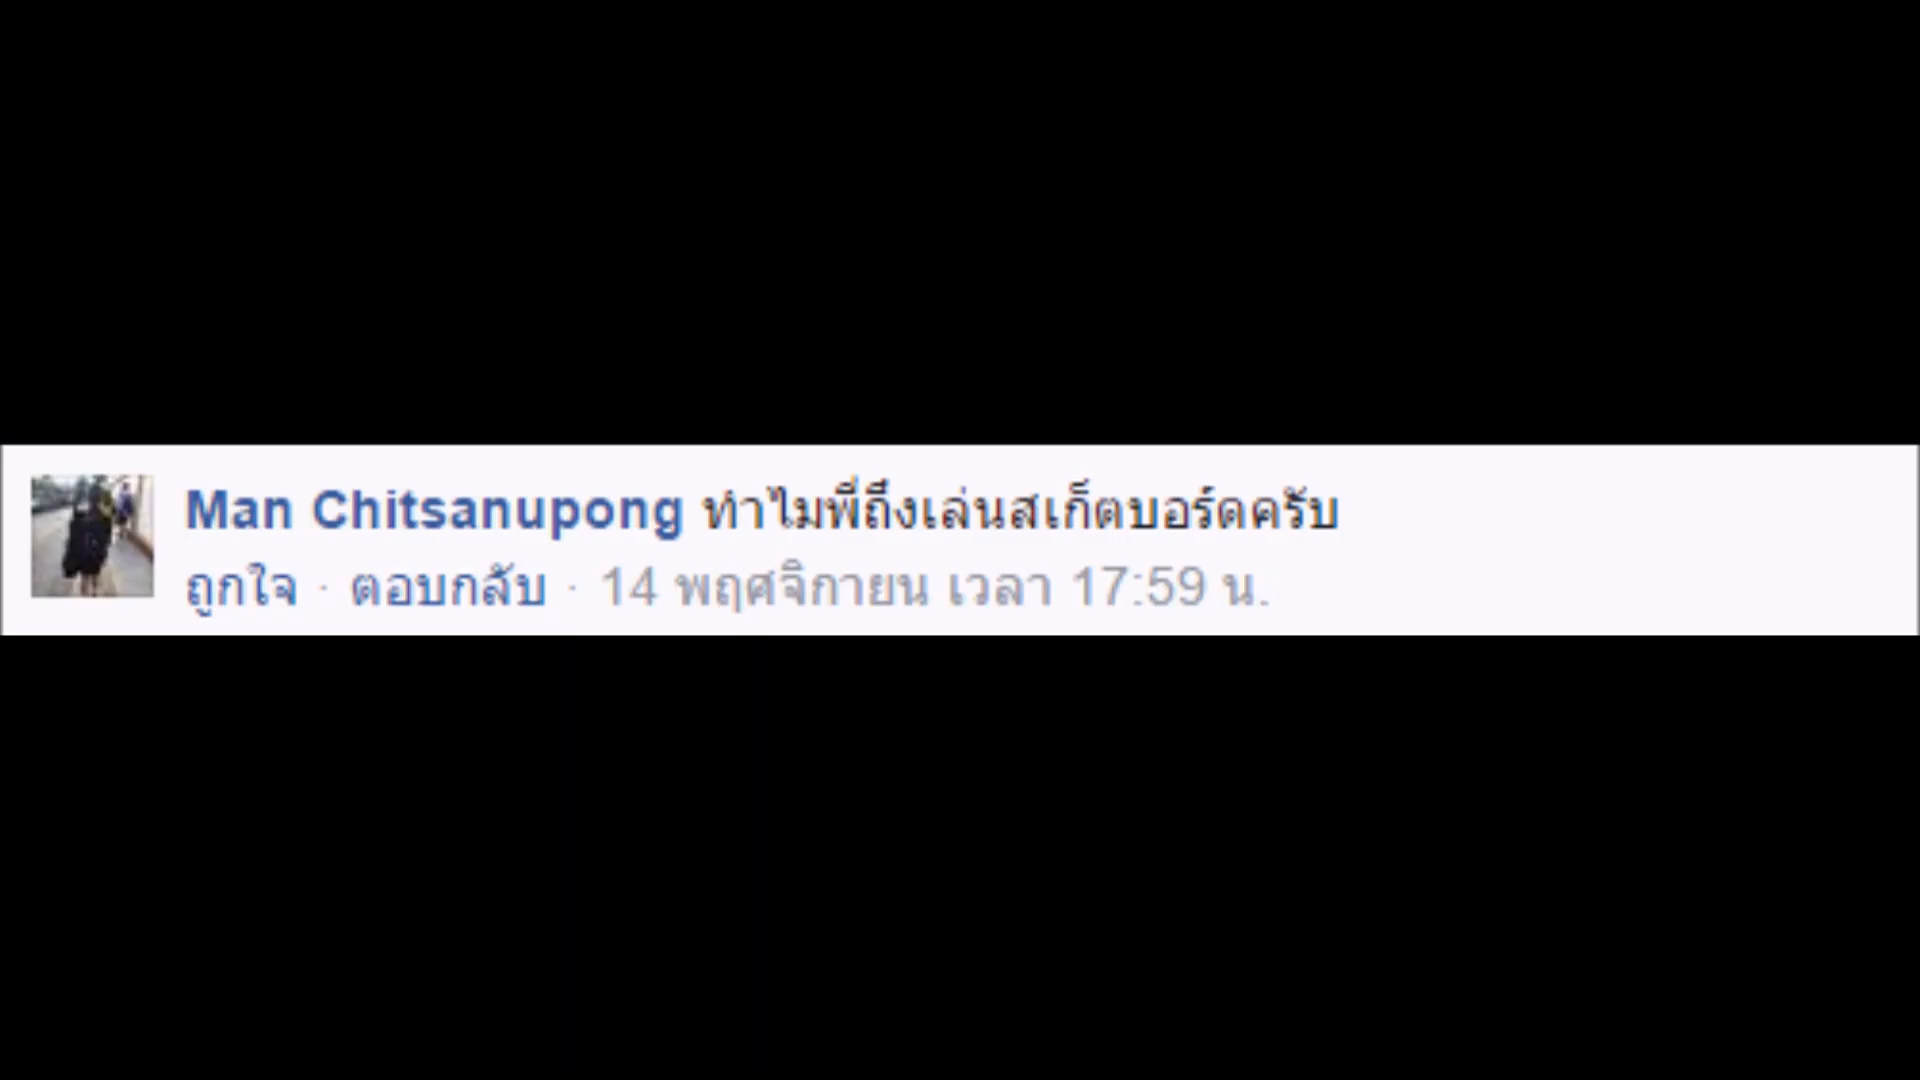 Man Chitsanupong ทำไมพี่ถึงเล่นสเก็ตบอร์ดครับ
ถูกใจ · ตอบกลับ · 14 พฤศจิกายน เวลา 17:59 น.